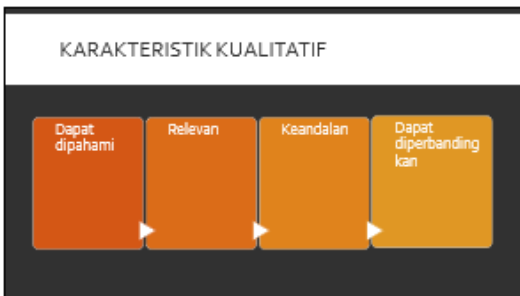 KARAKTERISTIK KUALITATIF
Dapat
dipahami
Relevan
Keandalan
Dapat
diperbanding
kan